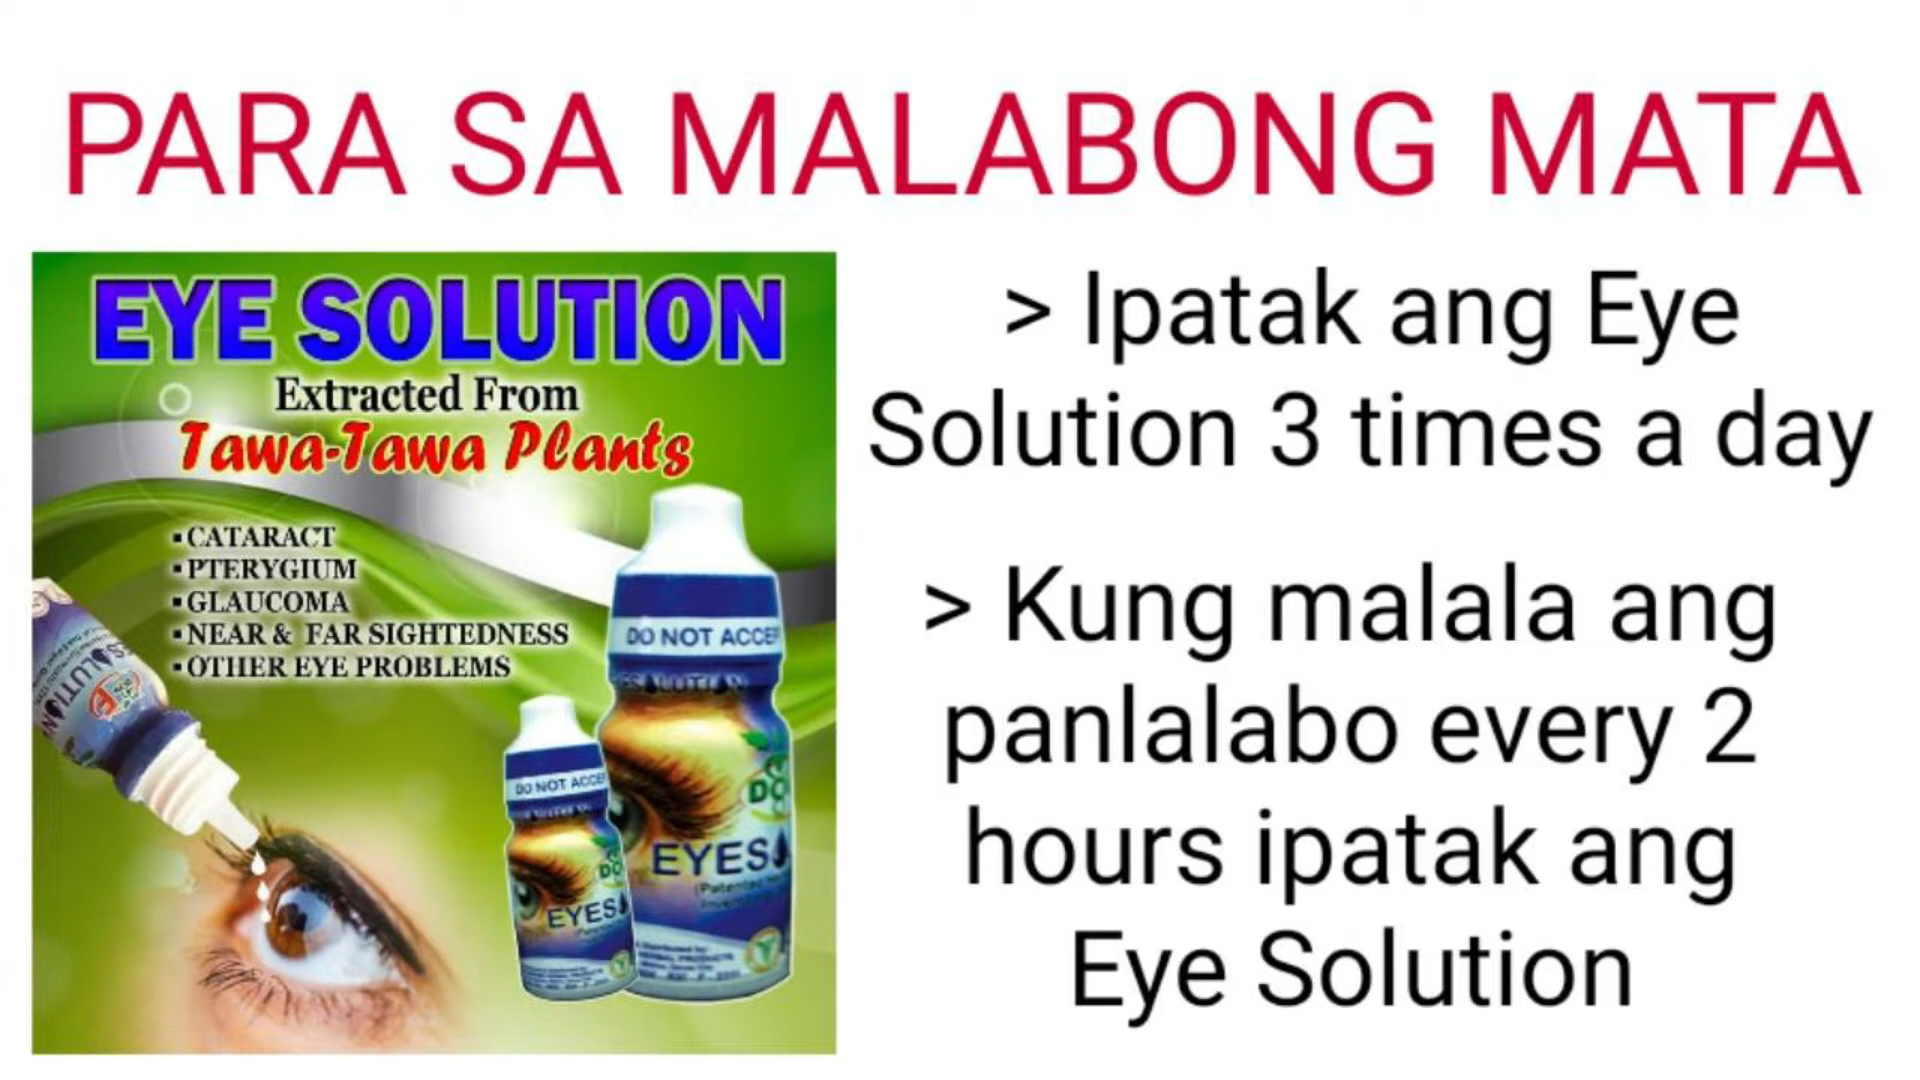 PARA SA MALABONG MATA
EYE SOLUTION
Extracted From
Tawa-Tawa Plants
▪CATARACT
▪PTERYGIUM
▪GLAUCOMA
▪NEAR & FAR SIGHTEDNESS
▪OTHER EYE PROBLEMS
DO NOT ACCE
EYES
DO NOT ACCE
EYES
> Ipatak ang Eye
Solution 3 times a day
> Kung malala ang
panlalabo every 2
hours ipatak ang
Eye Solution